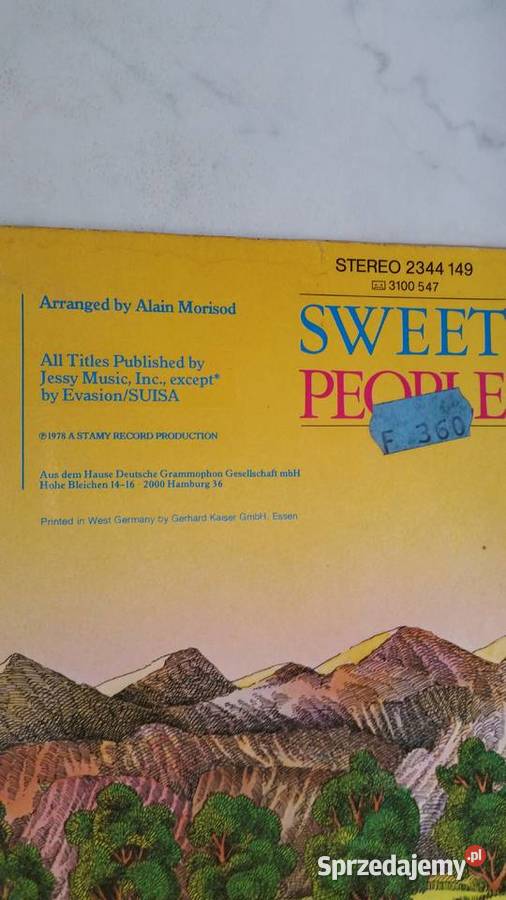 STEREO 2344 149
3100 547
Arranged by Alain Morisod
SWEET
PEOPLE
F 360
All Titles Published by
Jessy Music, Inc., except*
by Evasion/SUISA
℗ 1978 A STAMY RECORD PRODUCTION
Aus dem Hause Deutsche Grammophon Gesellschaft mbH
Hohe Bleichen 14-16 · 2000 Hamburg 36
Printed in West Germany by Gerhard Kaiser GmbH, Essen
Sprzedajemy.pl